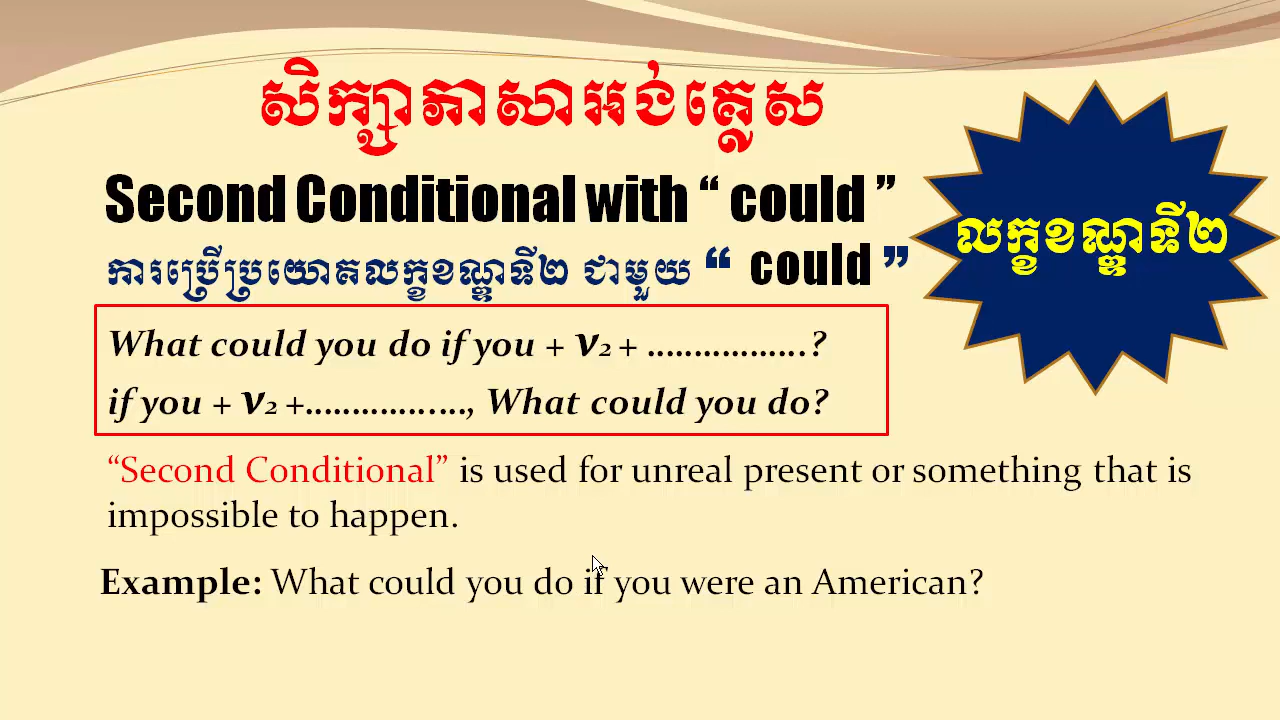 សិក្សាភាសាអង់គ្លេស
Second Conditional with “ could ”
ការប្រើប្រយោគលក្ខខណ្ឌទី២ ជាមួយ “ could ”
លក្ខខណ្ឌទី២
What could you do if you + v2 + .................?
if you + v2 +.................., What could you do?
“Second Conditional” is used for unreal present or something that is
impossible to happen.
Example: What could you do if you were an American?